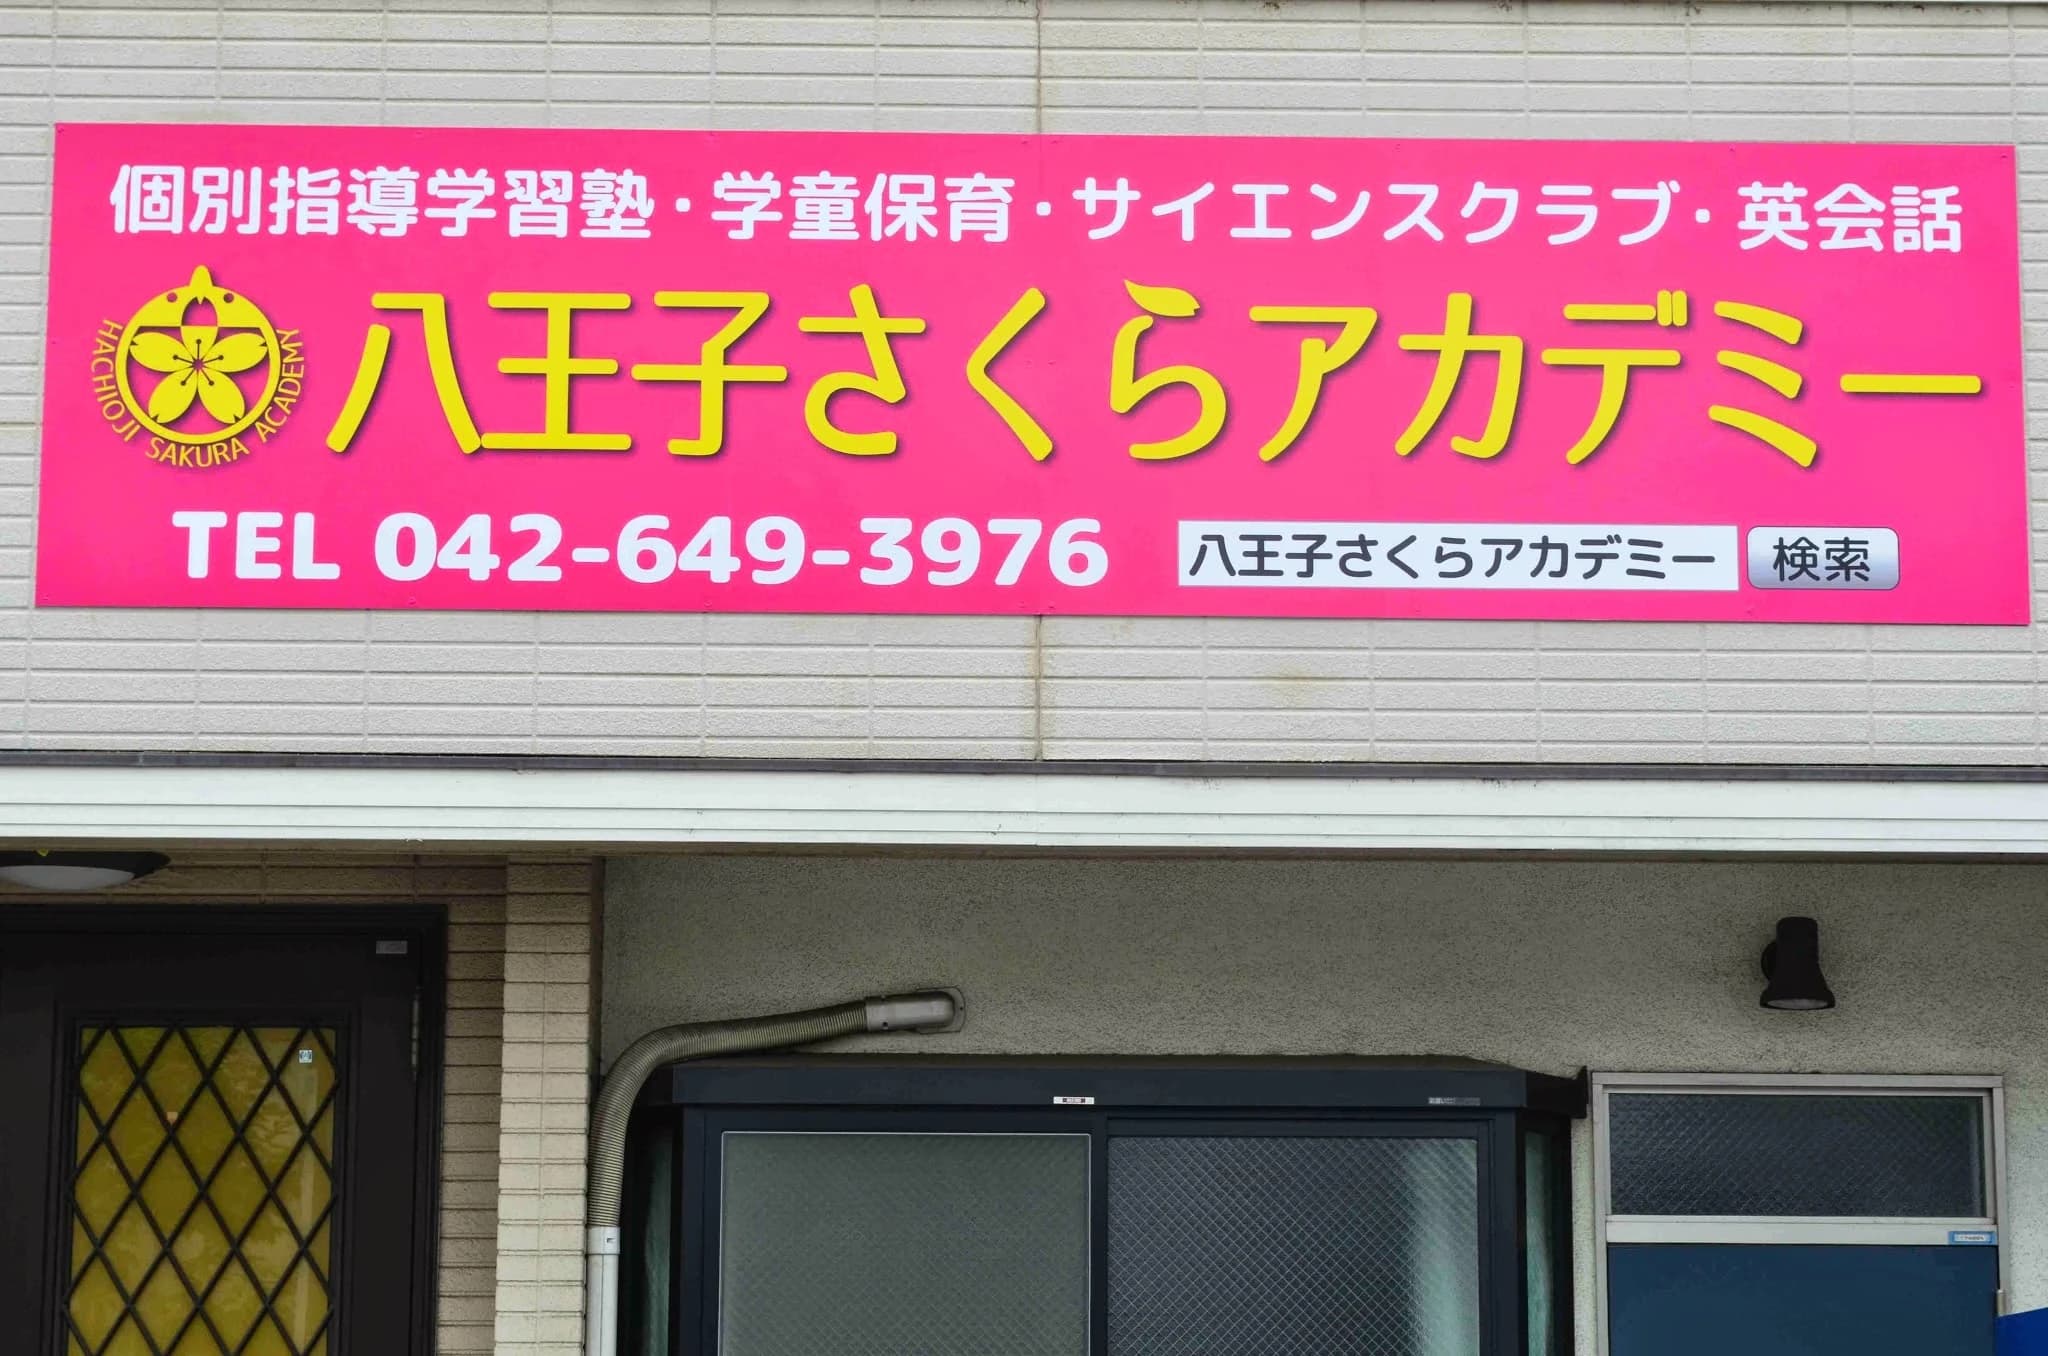 個別指導学習塾・学童保育・サイエンスクラブ・英会話
八王子さくらアカデミー
HACHIOJI SAKURA ACADEMY
TEL 042-649-3976
八王子さくらアカデミー 検索